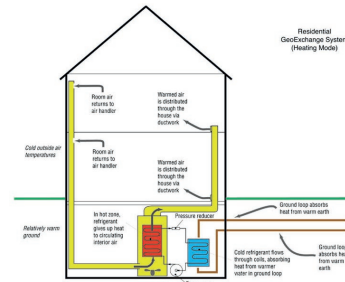 Residential
GeoExchange System
(Heating Mode)
Room air
returns to
air handler
Warmed air
is distributed
through the
house via
ductwork
Cold outside air
temperatures
Room air
returns to
air handler
Warmed air
is distributed
through the
house via
ductwork
Ground loop absorbs
heat from warm earth
Relatively warm
ground
In hot zone,
refrigerant
gives up heat
to circulating
interior air
Pressure reducer
Cold refrigerant flows
through coils, absorbing
heat from warmer
water in ground loop
Ground loop
absorbs heat
from warm
earth